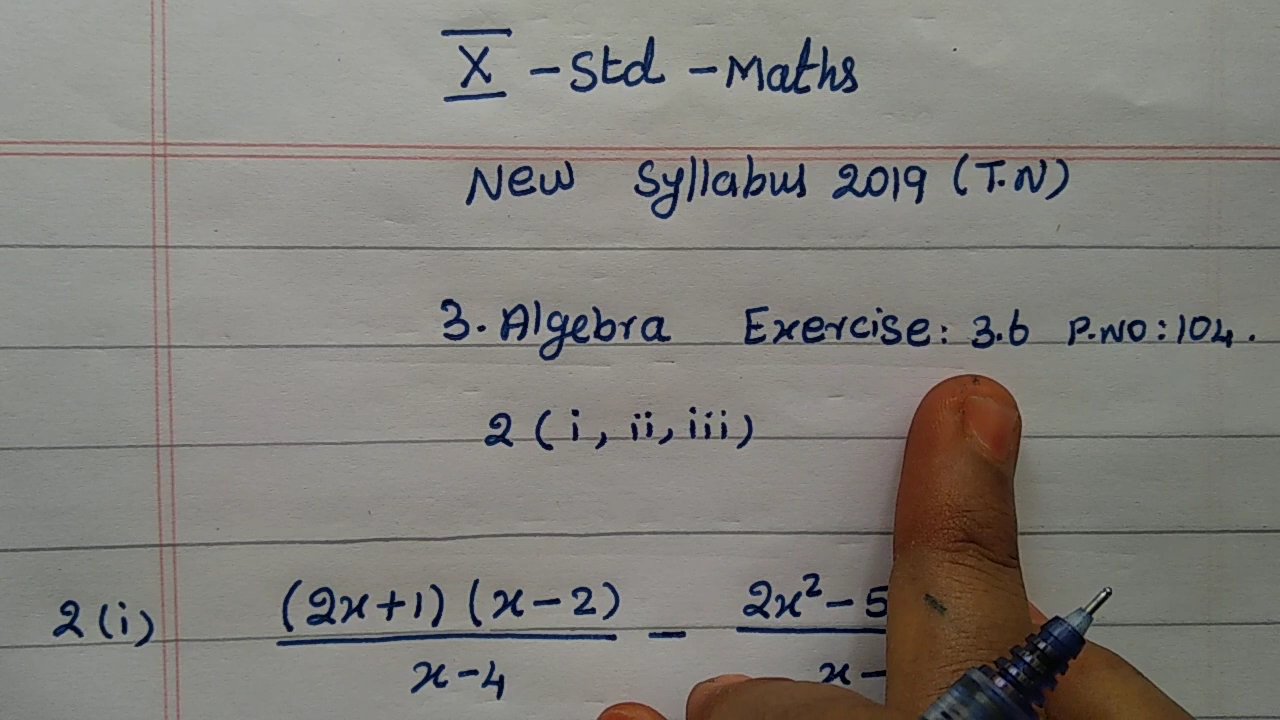 X - Std - Maths
New Syllabus 2019 (T.N)
3. Algebra Exercise: 3.6 P.NO: 104.
2 (i, ii, iii)
2(i) (2x+1) (x-2) / x-4 - 2x² - 5 / x -